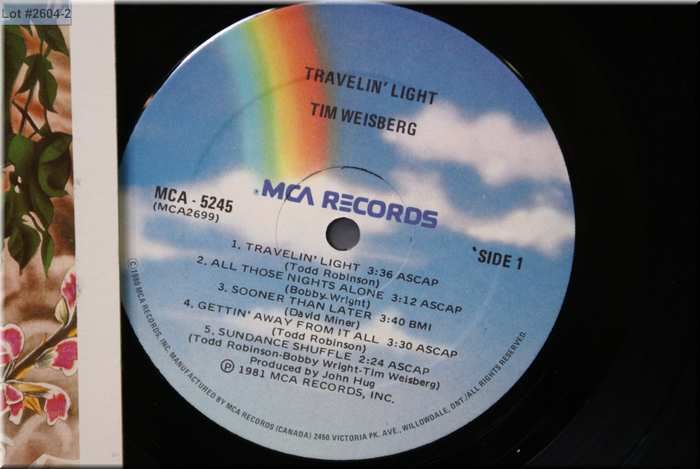 Lot #2604-2
TRAVELIN' LIGHT
TIM WEISBERG
MCA RECORDS
MCA - 5245
(MCA2699)
SIDE 1
1. TRAVELIN' LIGHT 3:36 ASCAP
(Todd Robinson)
2. ALL THOSE NIGHTS ALONE 3:12 ASCAP
(Bobby Wright)
3. SOONER THAN LATER 3:40 BMI
(David Miner)
4. GETTIN' AWAY FROM IT ALL 3:30 ASCAP
(Todd Robinson)
5. SUNDANCE SHUFFLE 2:24 ASCAP
(Todd Robinson-Bobby Wright-Tim Weisberg)
Produced by John Hug
Ⓟ 1981 MCA RECORDS, INC.
© 1980 MCA RECORDS, INC. MANUFACTURED BY MCA RECORDS (CANADA) 2450 VICTORIA PK. AVE., WILLOWDALE, ONT./ALL RIGHTS RESERVED.